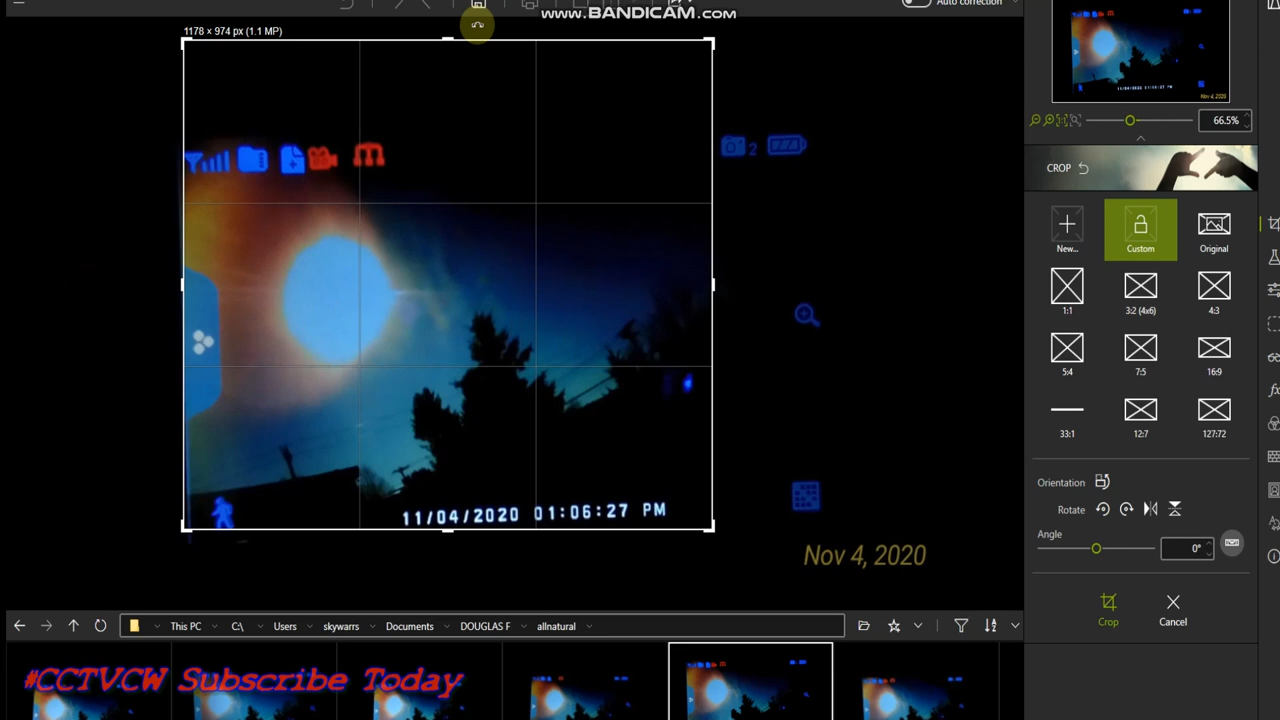 Auto correction
www.BANDICAM.com
1178 × 974 px (1.1 MP)
2
66.5%
CROP
New...
Custom
Original
1:1
3:2 (4x6)
4:3
5:4
7:5
16:9
33:1
12:7
127:72
Orientation
Rotate
Angle
0°
11/04/2020 01:06:27 PM
Nov 4, 2020
Crop
Cancel
This PC
C:\
Users
skywarrs
Documents
DOUGLAS F
allnatural
#CCTVCW Subscribe Today